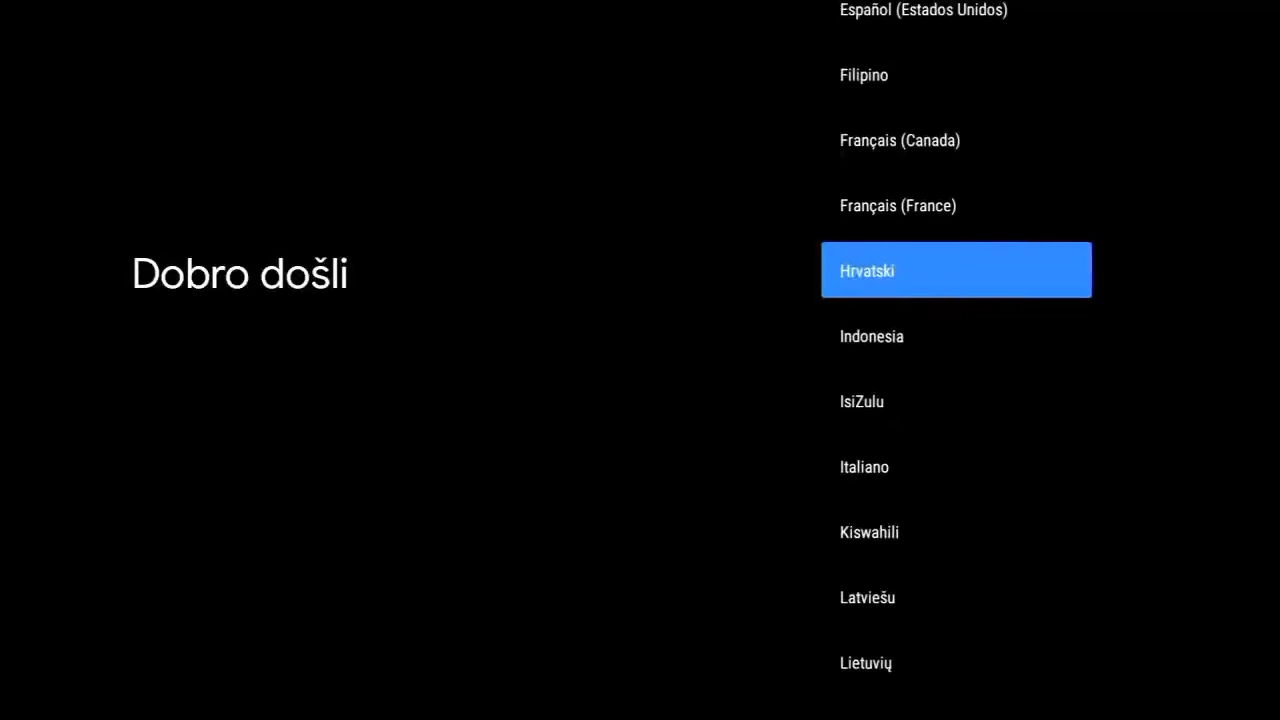 Dobro došli
Español (Estados Unidos)
Filipino
Français (Canada)
Français (France)
Hrvatski
Indonesia
IsiZulu
Italiano
Kiswahili
Latviešu
Lietuvių